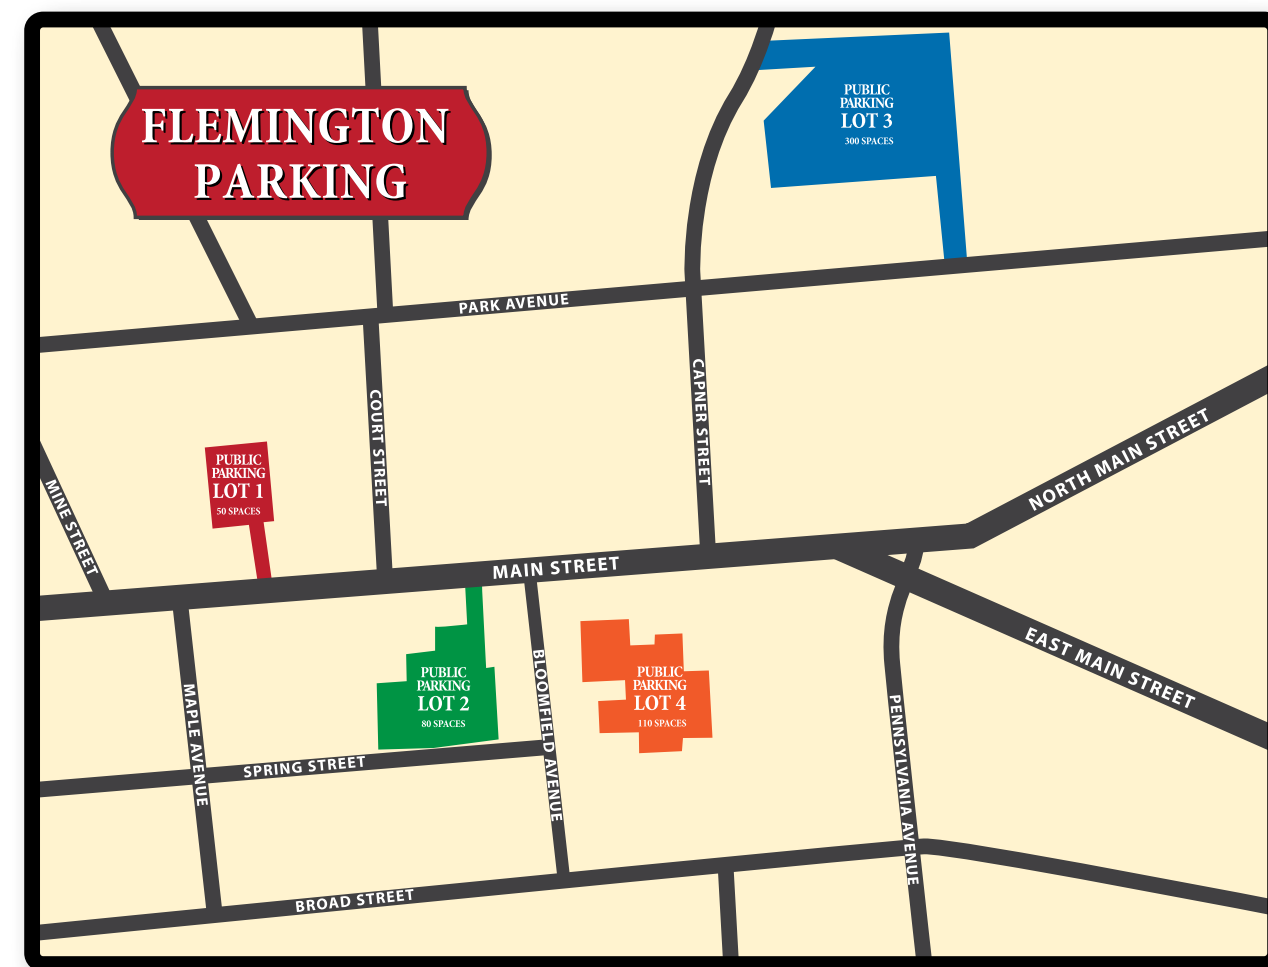 FLEMINGTON
PARKING
PUBLIC
PARKING
LOT 3
300 SPACES
PARK AVENUE
COURT STREET
CAPNER STREET
NORTH MAIN STREET
MINE STREET
PUBLIC
PARKING
LOT 1
50 SPACES
MAIN STREET
MAPLE AVENUE
PUBLIC
PARKING
LOT 2
80 SPACES
BLOOMFIELD AVENUE
PUBLIC
PARKING
LOT 4
110 SPACES
EAST MAIN STREET
PENNSYLVANIA AVENUE
SPRING STREET
BROAD STREET